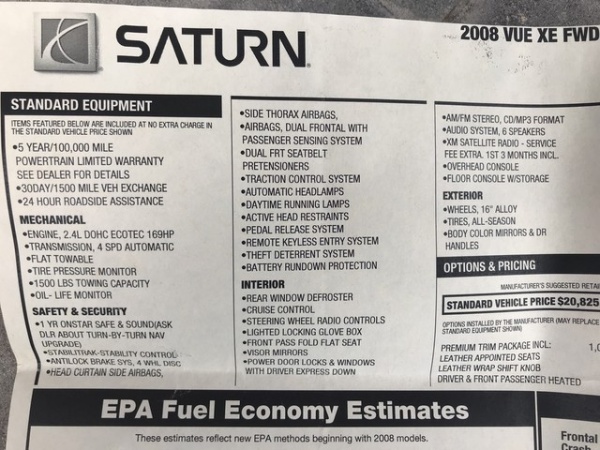 SATURN
2008 VUE XE FWD
STANDARD EQUIPMENT
ITEMS FEATURED BELOW ARE INCLUDED AT NO EXTRA CHARGE IN
THE STANDARD VEHICLE PRICE SHOWN
•5 YEAR/100,000 MILE
POWERTRAIN LIMITED WARRANTY
SEE DEALER FOR DETAILS
•30DAY/1500 MILE VEH EXCHANGE
•24 HOUR ROADSIDE ASSISTANCE
MECHANICAL
•ENGINE, 2.4L DOHC ECOTEC 169HP
•TRANSMISSION, 4 SPD AUTOMATIC
•FLAT TOWABLE
•TIRE PRESSURE MONITOR
•1500 LBS TOWING CAPACITY
•OIL- LIFE MONITOR
SAFETY & SECURITY
•1 YR ONSTAR SAFE & SOUND(ASK
DLR ABOUT TURN-BY-TURN NAV
UPGRADE)
•STABILITRAK-STABILITY CONTROL
•ANTILOCK BRAKE SYS, 4 WHL DISC
•HEAD CURTAIN SIDE AIRBAGS,
•SIDE THORAX AIRBAGS,
•AIRBAGS, DUAL FRONTAL WITH
PASSENGER SENSING SYSTEM
•DUAL FRT SEATBELT
PRETENSIONERS
•TRACTION CONTROL SYSTEM
•AUTOMATIC HEADLAMPS
•DAYTIME RUNNING LAMPS
•ACTIVE HEAD RESTRAINTS
•PEDAL RELEASE SYSTEM
•REMOTE KEYLESS ENTRY SYSTEM
•THEFT DETERRENT SYSTEM
•BATTERY RUNDOWN PROTECTION
INTERIOR
•REAR WINDOW DEFROSTER
•CRUISE CONTROL
•STEERING WHEEL RADIO CONTROLS
•LIGHTED LOCKING GLOVE BOX
•FRONT PASS FOLD FLAT SEAT
•VISOR MIRRORS
•POWER DOOR LOCKS & WINDOWS
WITH DRIVER EXPRESS DOWN
•AM/FM STEREO, CD/MP3 FORMAT
•AUDIO SYSTEM, 6 SPEAKERS
•XM SATELLITE RADIO - SERVICE
FEE EXTRA. 1ST 3 MONTHS INCL.
•OVERHEAD CONSOLE
•FLOOR CONSOLE W/STORAGE
EXTERIOR
•WHEELS, 16" ALLOY
•TIRES, ALL-SEASON
•BODY COLOR MIRRORS & DR
HANDLES
OPTIONS & PRICING
MANUFACTURER'S SUGGESTED RETAI
STANDARD VEHICLE PRICE $20,825
OPTIONS INSTALLED BY THE MANUFACTURER (MAY REPLACE
STANDARD EQUIPMENT SHOWN)
PREMIUM TRIM PACKAGE INCL: 1,0
LEATHER APPOINTED SEATS
LEATHER WRAP SHIFT KNOB
DRIVER & FRONT PASSENGER HEATED
EPA Fuel Economy Estimates
These estimates reflect new EPA methods beginning with 2008 models.
Frontal
Crash